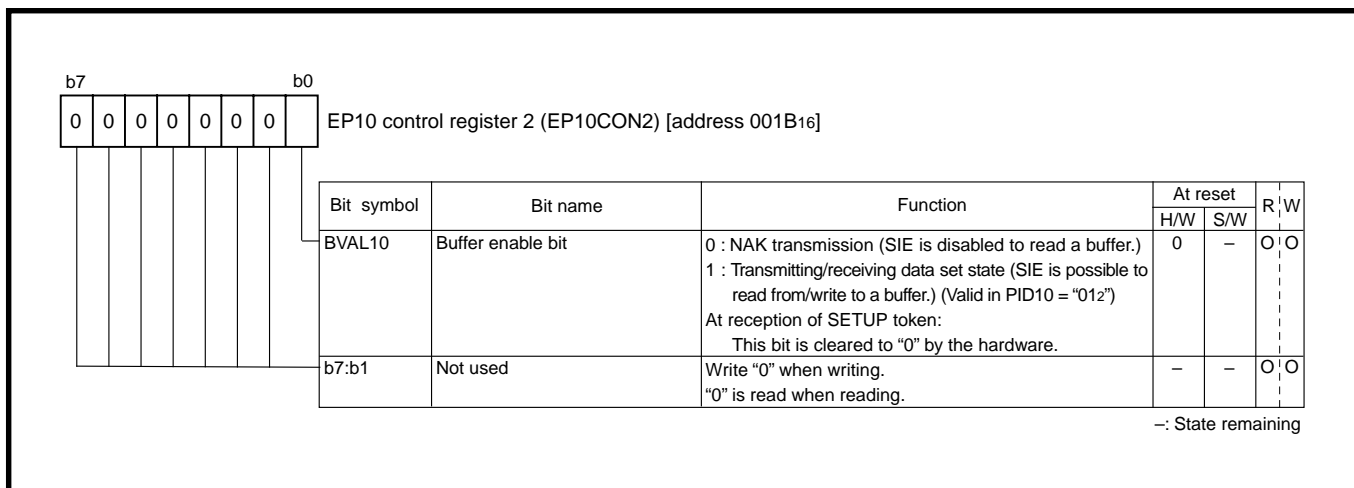 b7 b0
0 0 0 0 0 0 0 EP10 control register 2 (EP10CON2) [address 001B16]
Bit symbol Bit name Function At reset R W
H/W S/W
BVAL10 Buffer enable bit 0 : NAK transmission (SIE is disabled to read a buffer.) 0 – O O
1 : Transmitting/receiving data set state (SIE is possible to
read from/write to a buffer.) (Valid in PID10 = “012”)
At reception of SETUP token:
This bit is cleared to “0” by the hardware.
b7:b1 Not used Write “0” when writing. – – O O
“0” is read when reading.
–: State remaining